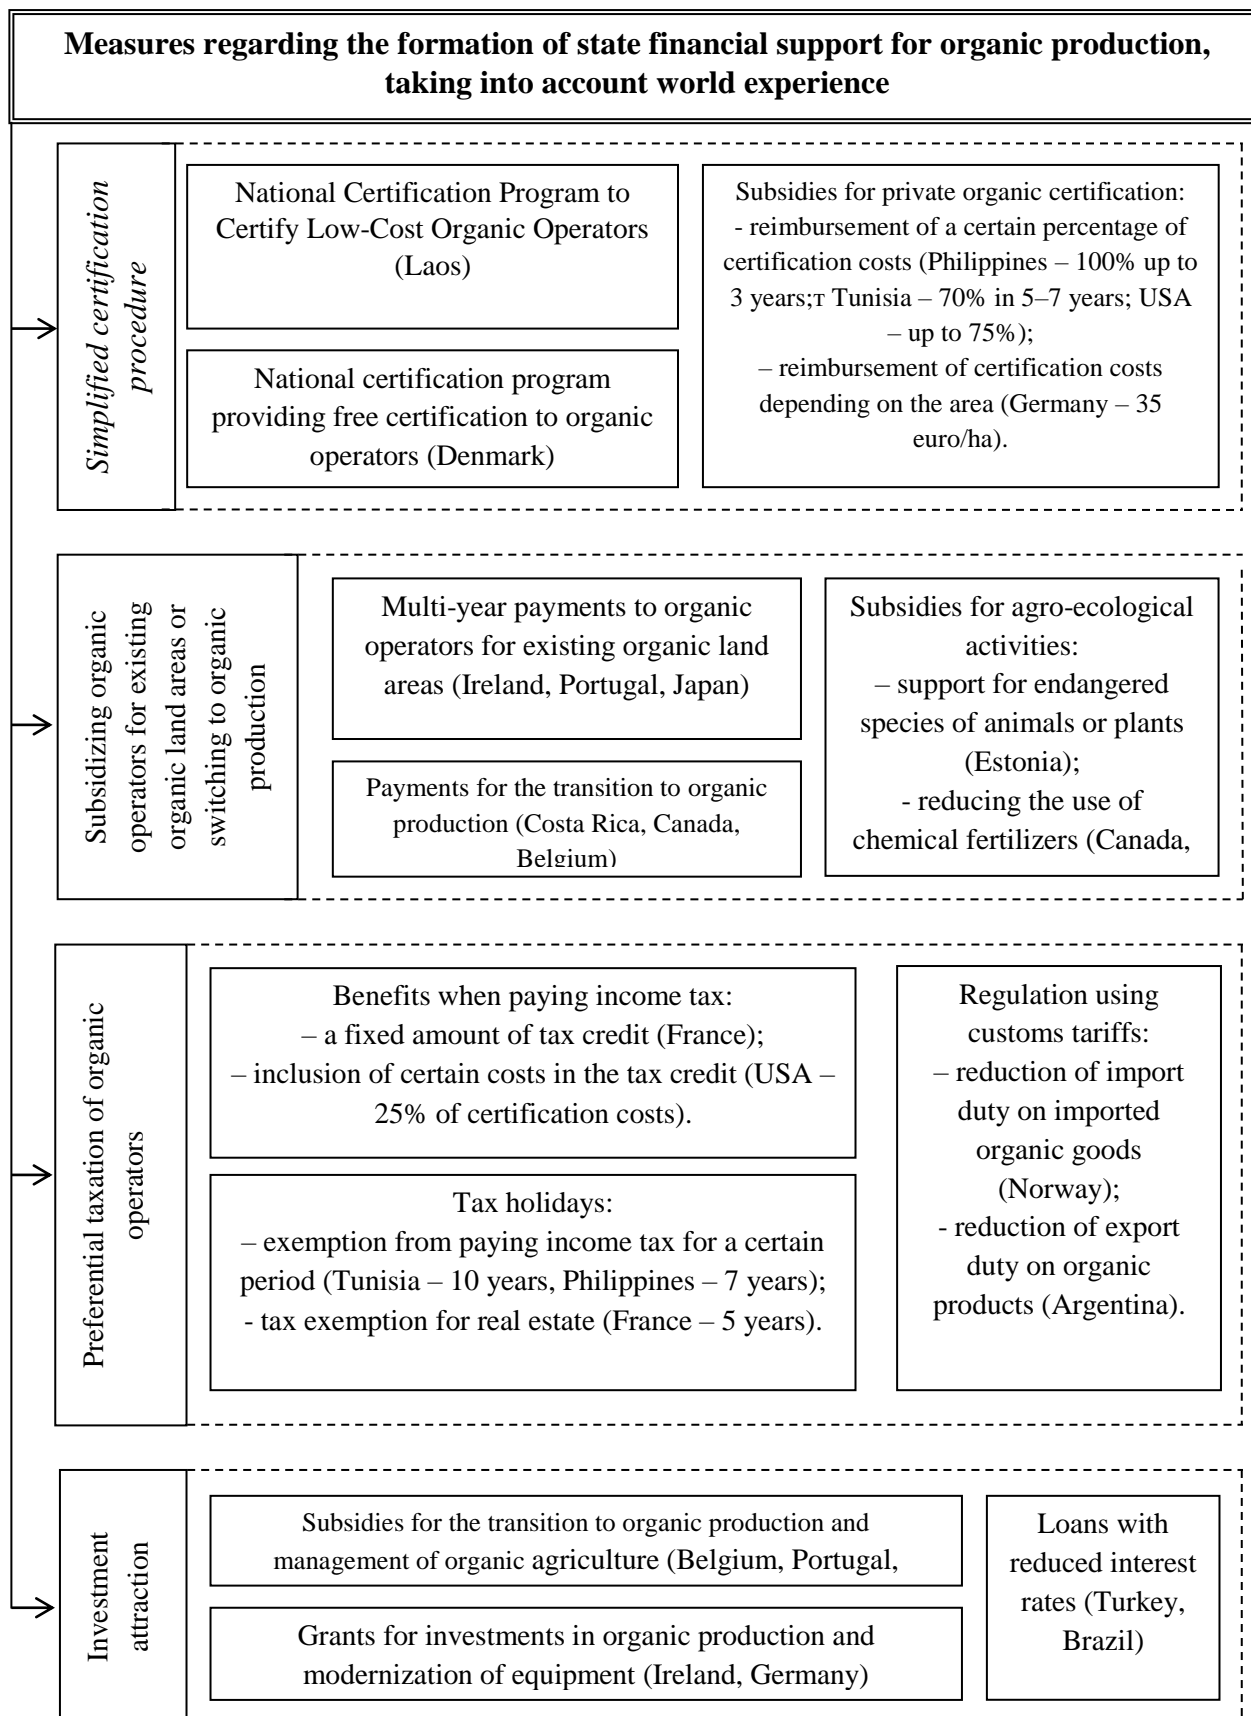 Measures regarding the formation of state financial support for organic production,
taking into account world experience
Simplified certification
procedure
National Certification Program to
Certify Low-Cost Organic Operators
(Laos)
National certification program
providing free certification to organic
operators (Denmark)
Subsidies for private organic certification:
- reimbursement of a certain percentage of
certification costs (Philippines – 100% up to
3 years;т Tunisia – 70% in 5–7 years; USA
– up to 75%);
– reimbursement of certification costs
depending on the area (Germany – 35
euro/ha).
Subsidizing organic
operators for existing
organic land areas or
switching to organic
production
Multi-year payments to organic
operators for existing organic land
areas (Ireland, Portugal, Japan)
Payments for the transition to organic
production (Costa Rica, Canada,
Belgium)
Subsidies for agro-ecological
activities:
– support for endangered
species of animals or plants
(Estonia);
- reducing the use of
chemical fertilizers (Canada,
Preferential taxation of organic
operators
Benefits when paying income tax:
– a fixed amount of tax credit (France);
– inclusion of certain costs in the tax credit (USA –
25% of certification costs).
Tax holidays:
– exemption from paying income tax for a certain
period (Tunisia – 10 years, Philippines – 7 years);
- tax exemption for real estate (France – 5 years).
Regulation using
customs tariffs:
– reduction of import
duty on imported
organic goods
(Norway);
- reduction of export
duty on organic
products (Argentina).
Investment
attraction
Subsidies for the transition to organic production and
management of organic agriculture (Belgium, Portugal,
Grants for investments in organic production and
modernization of equipment (Ireland, Germany)
Loans with
reduced interest
rates (Turkey,
Brazil)